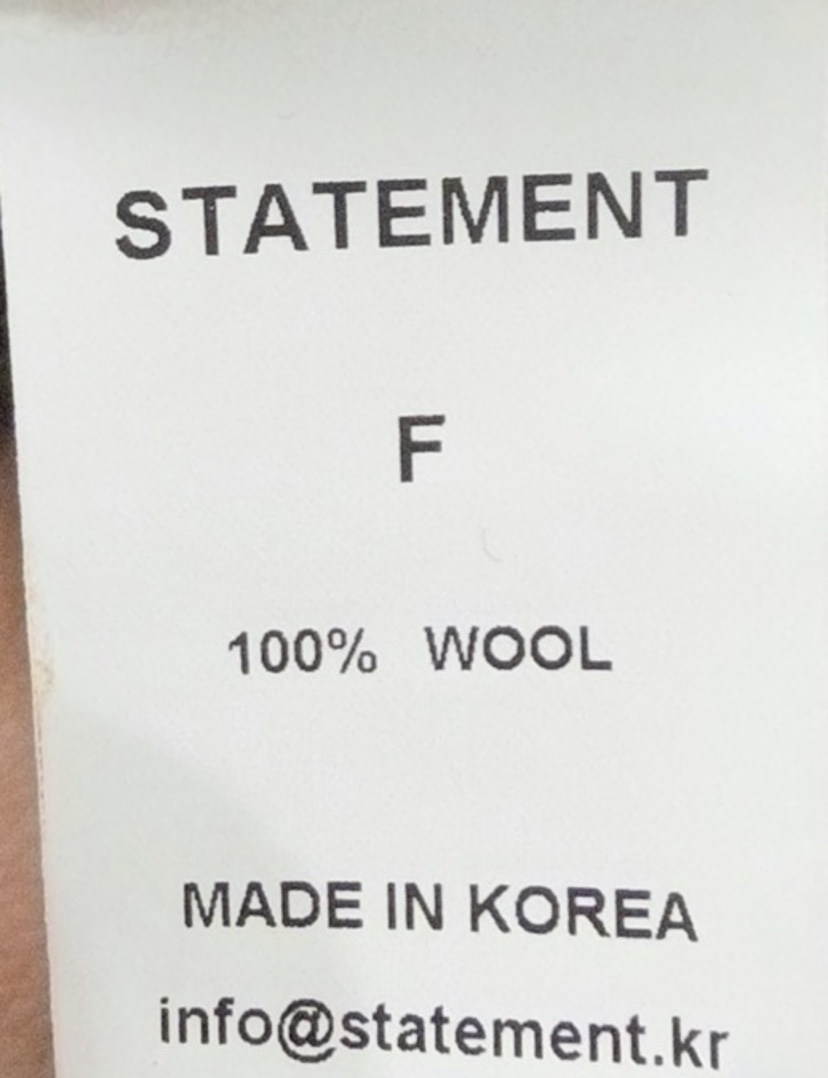 STATEMENT
F
100% WOOL
MADE IN KOREA
info@statement.kr